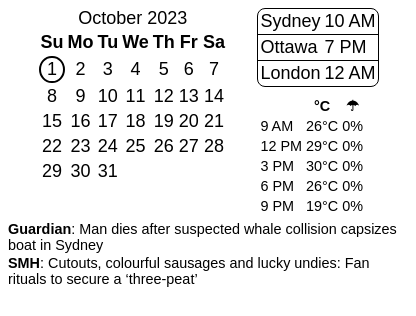 October 2023
Su Mo Tu We Th Fr Sa
1 2 3 4 5 6 7
8 9 10 11 12 13 14
15 16 17 18 19 20 21
22 23 24 25 26 27 28
29 30 31
Sydney 10 AM
Ottawa 7 PM
London 12 AM
°C ☂
9 AM 26°C 0%
12 PM 29°C 0%
3 PM 30°C 0%
6 PM 26°C 0%
9 PM 19°C 0%
Guardian: Man dies after suspected whale collision capsizes
boat in Sydney
SMH: Cutouts, colourful sausages and lucky undies: Fan
rituals to secure a ‘three-peat’